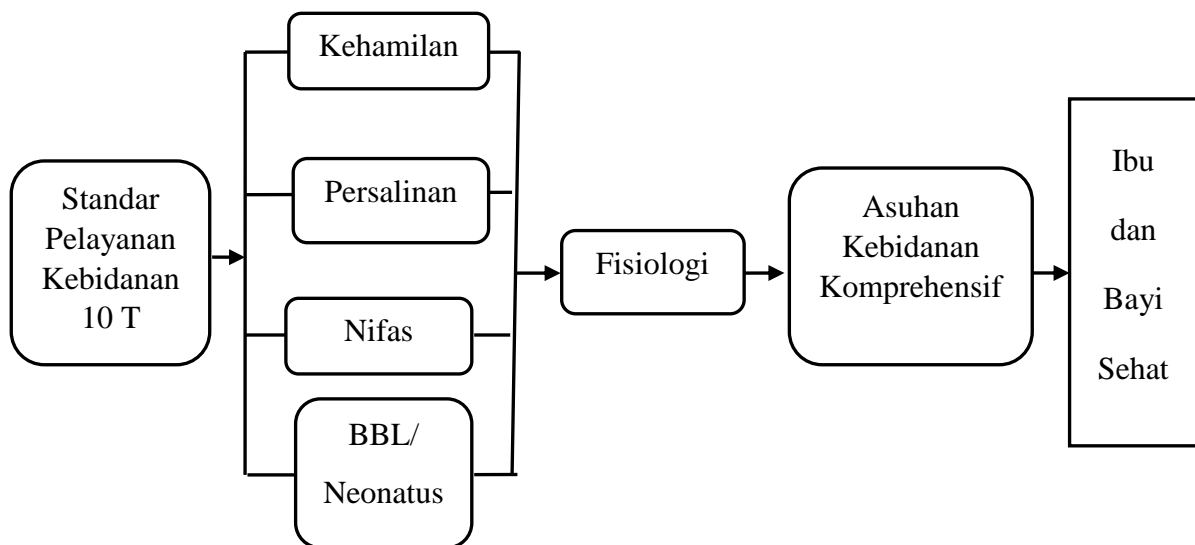 Standar
Pelayanan
Kebidanan
10 T
Kehamilan
Persalinan
Nifas
BBL/
Neonatus
Fisiologi
Asuhan
Kebidanan
Komprehensif
Ibu
dan
Bayi
Sehat